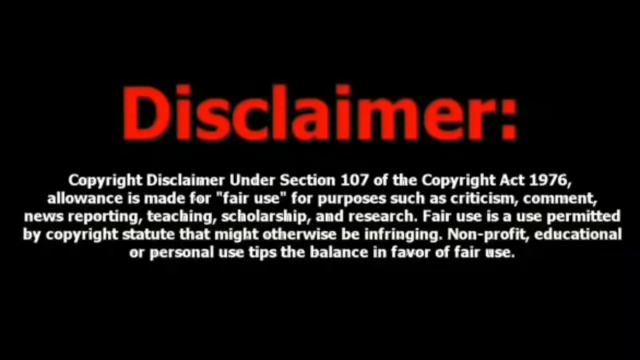 Disclaimer:
Copyright Disclaimer Under Section 107 of the Copyright Act 1976,
allowance is made for "fair use" for purposes such as criticism, comment,
news reporting, teaching, scholarship, and research. Fair use is a use permitted
by copyright statute that might otherwise be infringing. Non-profit, educational
or personal use tips the balance in favor of fair use.